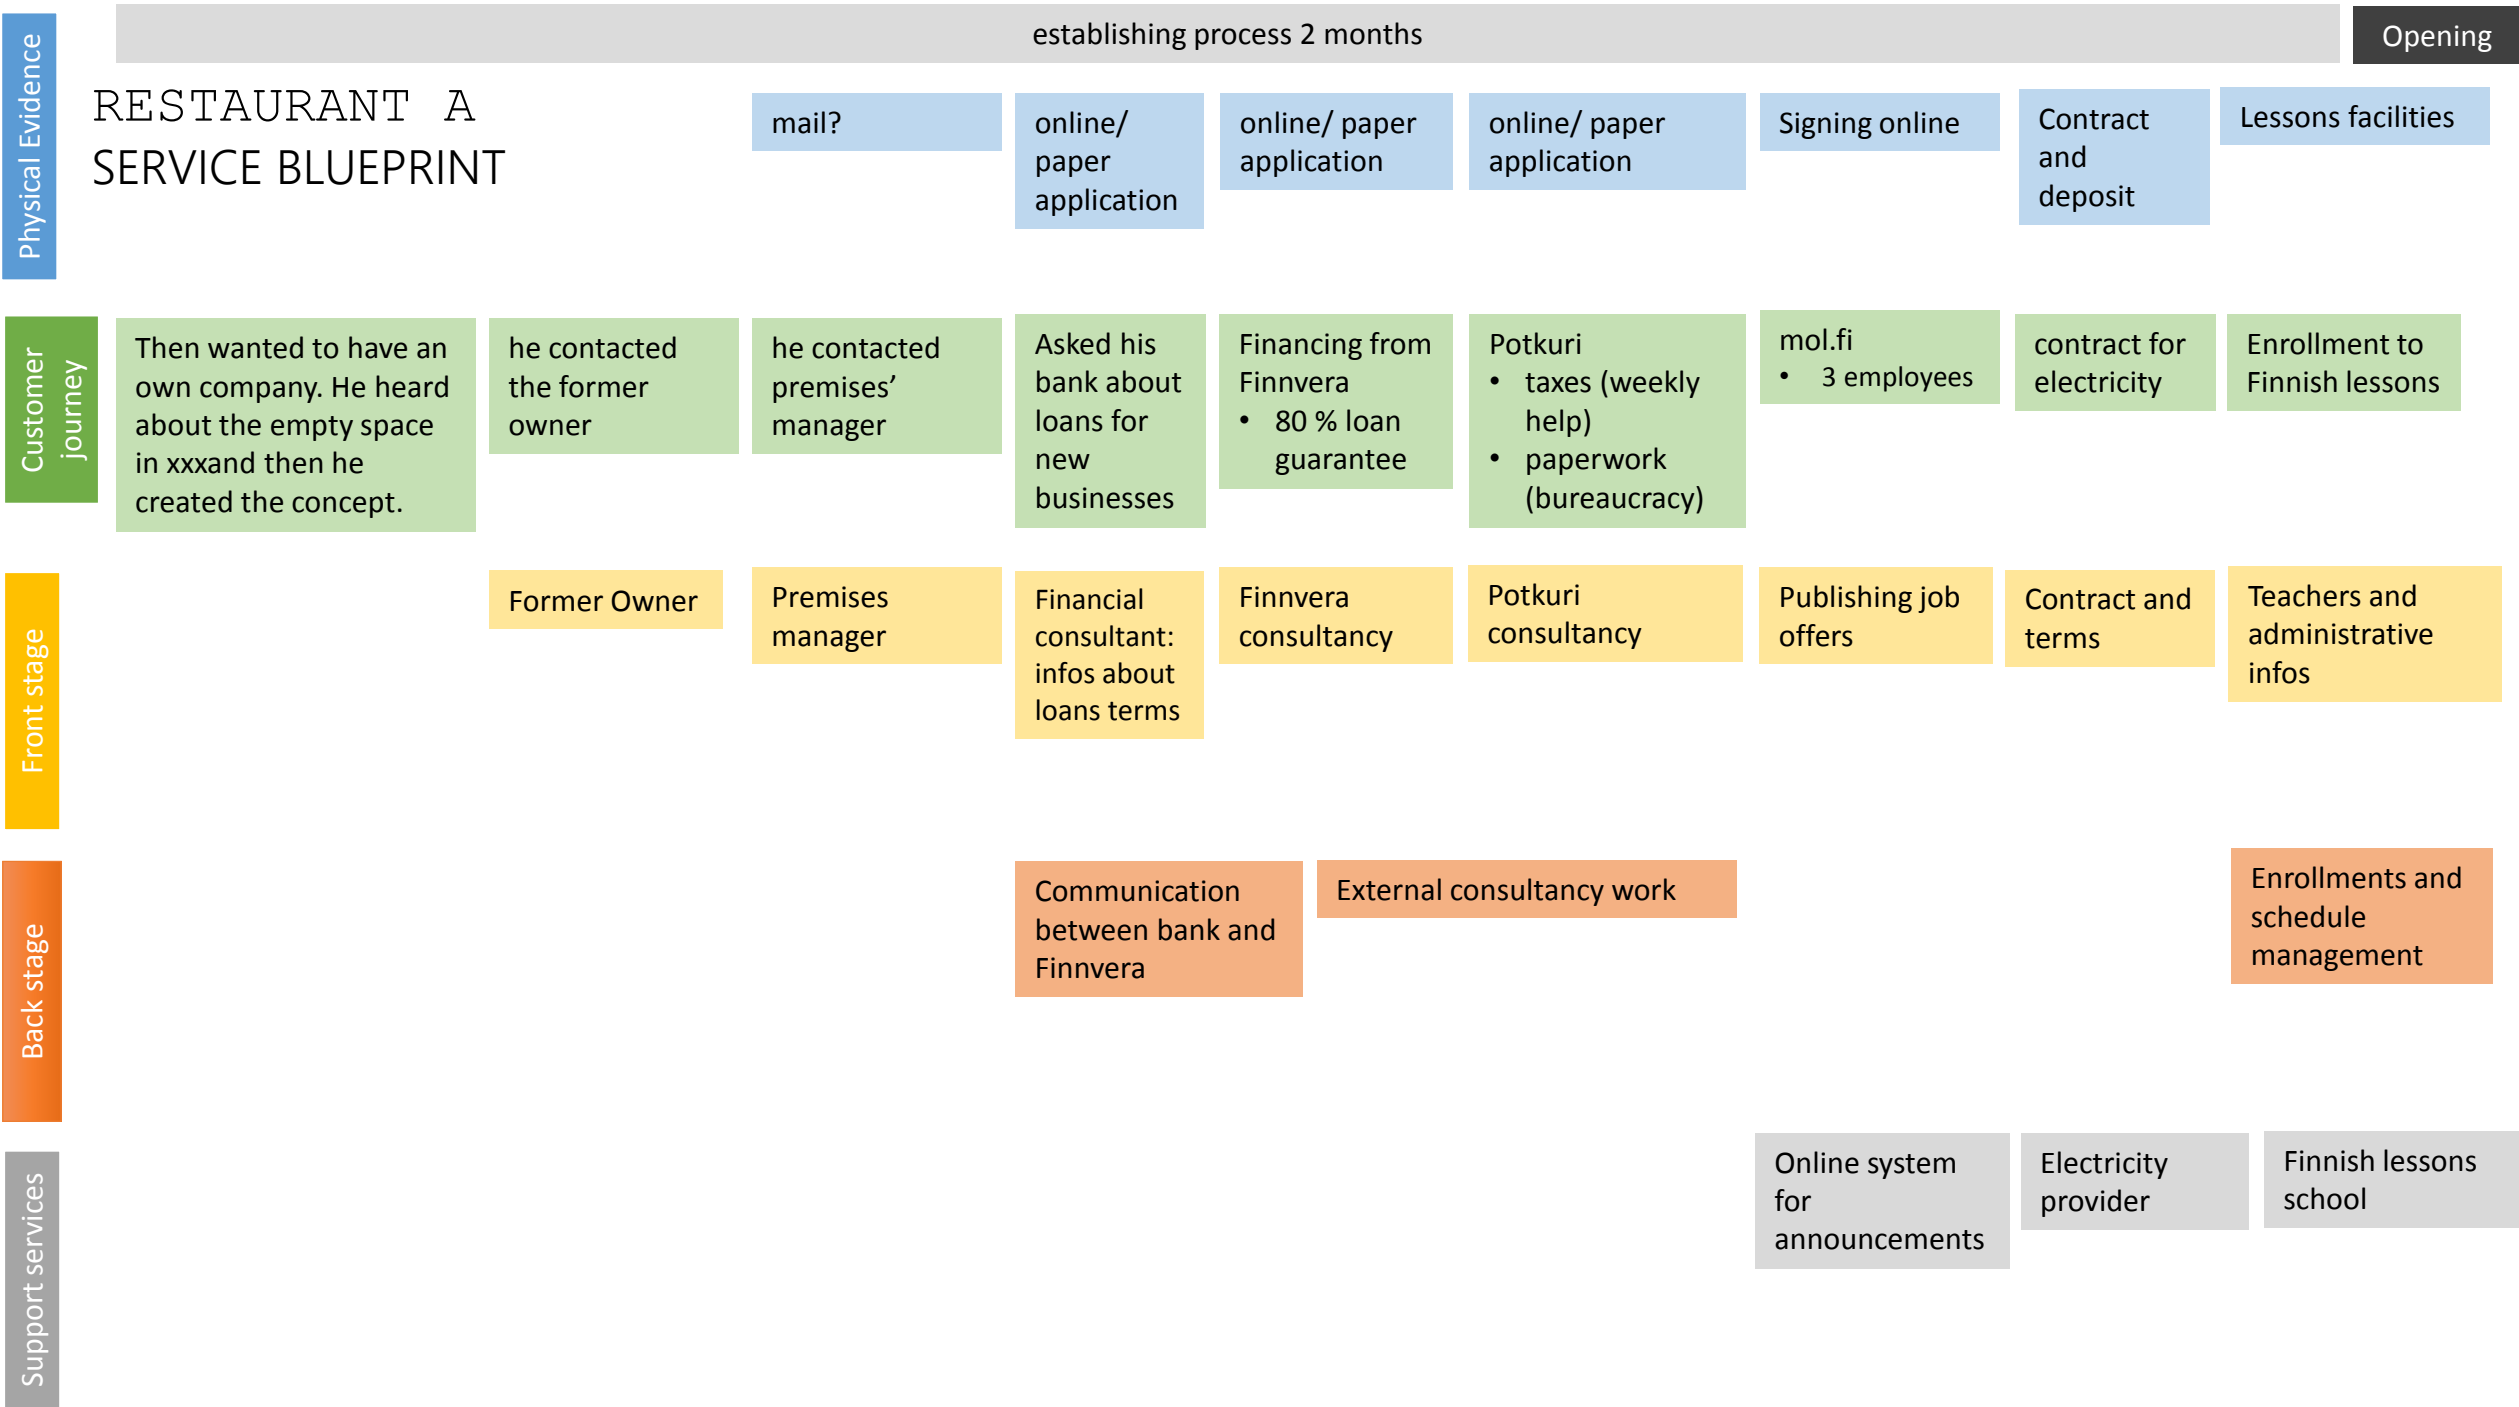 establishing process 2 months
Opening
Physical Evidence
RESTAURANT A
SERVICE BLUEPRINT
mail?
online/
paper
application
online/ paper
application
online/ paper
application
Signing online
Contract
and
deposit
Lessons facilities
Customer
journey
Then wanted to have an
own company. He heard
about the empty space
in xxxand then he
created the concept.
he contacted
the former
owner
he contacted
premises’
manager
Asked his
bank about
loans for
new
businesses
Financing from
Finnvera
• 80 % loan
guarantee
Potkuri
• taxes (weekly
help)
• paperwork
(bureaucracy)
mol.fi
• 3 employees
contract for
electricity
Enrollment to
Finnish lessons
Front stage
Former Owner
Premises
manager
Financial
consultant:
infos about
loans terms
Finnvera
consultancy
Potkuri
consultancy
Publishing job
offers
Contract and
terms
Teachers and
administrative
infos
Back stage
Communication
between bank and
Finnvera
External consultancy work
Enrollments and
schedule
management
Support services
Online system
for
announcements
Electricity
provider
Finnish lessons
school